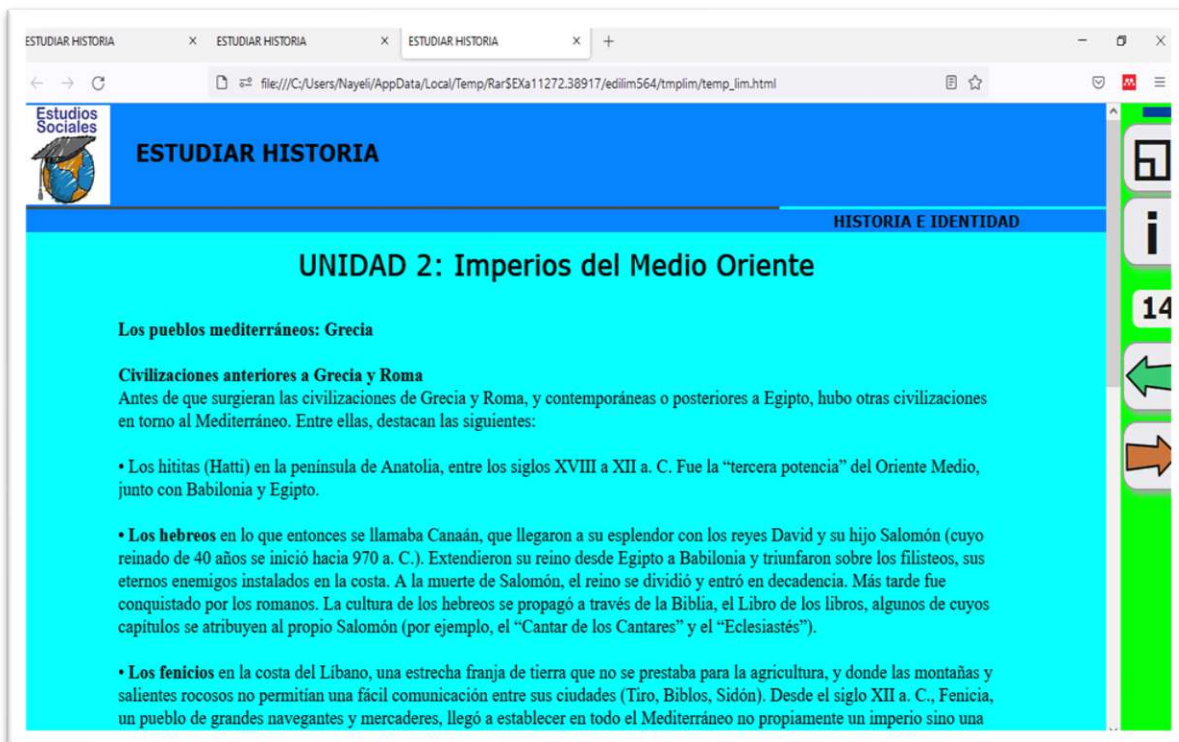 ESTUDIAR HISTORIA
ESTUDIAR HISTORIA
ESTUDIAR HISTORIA
file:///C:/Users/Nayeli/AppData/Local/Temp/Rar$EXa11272.38917/edilim564/tmplim/temp_lim.html
Estudios
Sociales
ESTUDIAR HISTORIA
HISTORIA E IDENTIDAD
i
14
UNIDAD 2: Imperios del Medio Oriente
Los pueblos mediterráneos: Grecia
Civilizaciones anteriores a Grecia y Roma
Antes de que surgieran las civilizaciones de Grecia y Roma, y contemporáneas o posteriores a Egipto, hubo otras civilizaciones
en torno al Mediterráneo. Entre ellas, destacan las siguientes:
• Los hititas (Hatti) en la península de Anatolia, entre los siglos XVIII a XII a. C. Fue la “tercera potencia” del Oriente Medio,
junto con Babilonia y Egipto.
• Los hebreos en lo que entonces se llamaba Canaán, que llegaron a su esplendor con los reyes David y su hijo Salomón (cuyo
reinado de 40 años se inició hacia 970 a. C.). Extendieron su reino desde Egipto a Babilonia y triunfaron sobre los filisteos, sus
eternos enemigos instalados en la costa. A la muerte de Salomón, el reino se dividió y entró en decadencia. Más tarde fue
conquistado por los romanos. La cultura de los hebreos se propagó a través de la Biblia, el Libro de los libros, algunos de cuyos
capítulos se atribuyen al propio Salomón (por ejemplo, el “Cantar de los Cantares” y el “Eclesiastés”).
• Los fenicios en la costa del Líbano, una estrecha franja de tierra que no se prestaba para la agricultura, y donde las montañas y
salientes rocosos no permitían una fácil comunicación entre sus ciudades (Tiro, Biblos, Sidón). Desde el siglo XII a. C., Fenicia,
un pueblo de grandes navegantes y mercaderes, llegó a establecer en todo el Mediterráneo no propiamente un imperio sino una